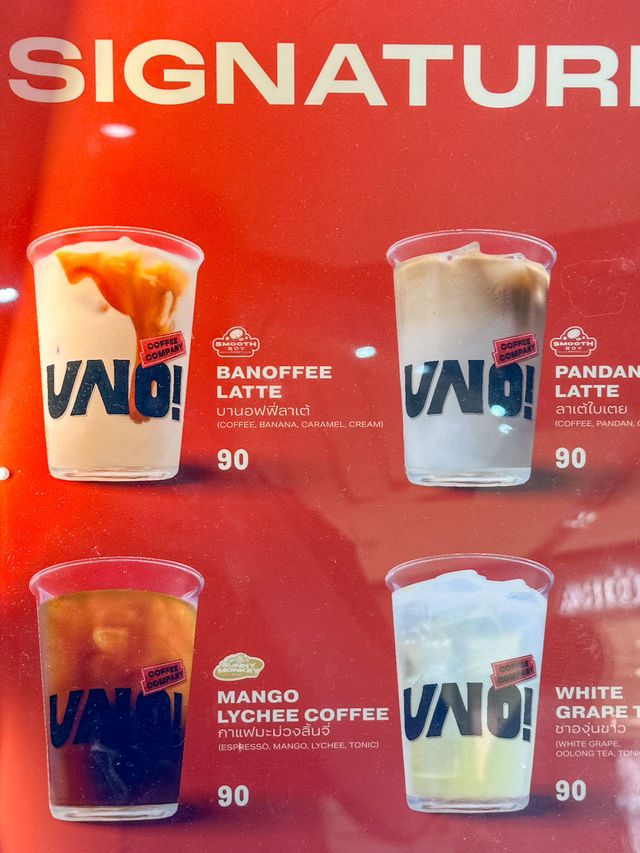 SIGNATUR
COFFEE
COMPANY
UNO!
SMOOTH
BOY
BANOFFEE
LATTE
บานอฟฟี่ลาเต้
(COFFEE, BANANA, CARAMEL, CREAM)
90
COFFEE
COMPANY
UNO!
SMOOTH
BOY
PANDAN
LATTE
ลาเต้ใบเตย
(COFFEE, PANDAN,
90
COFFEE
COMPANY
UNO!
SUNNY
MONKEY
MANGO
LYCHEE COFFEE
กาแฟมะม่วงลิ้นจี่
(ESPRESSO, MANGO, LYCHEE, TONIC)
90
COFFEE
COMPANY
UNO!
WHITE
GRAPE T
ชาองุ่นขาว
(WHITE GRAPE,
OOLONG TEA, TONI
90